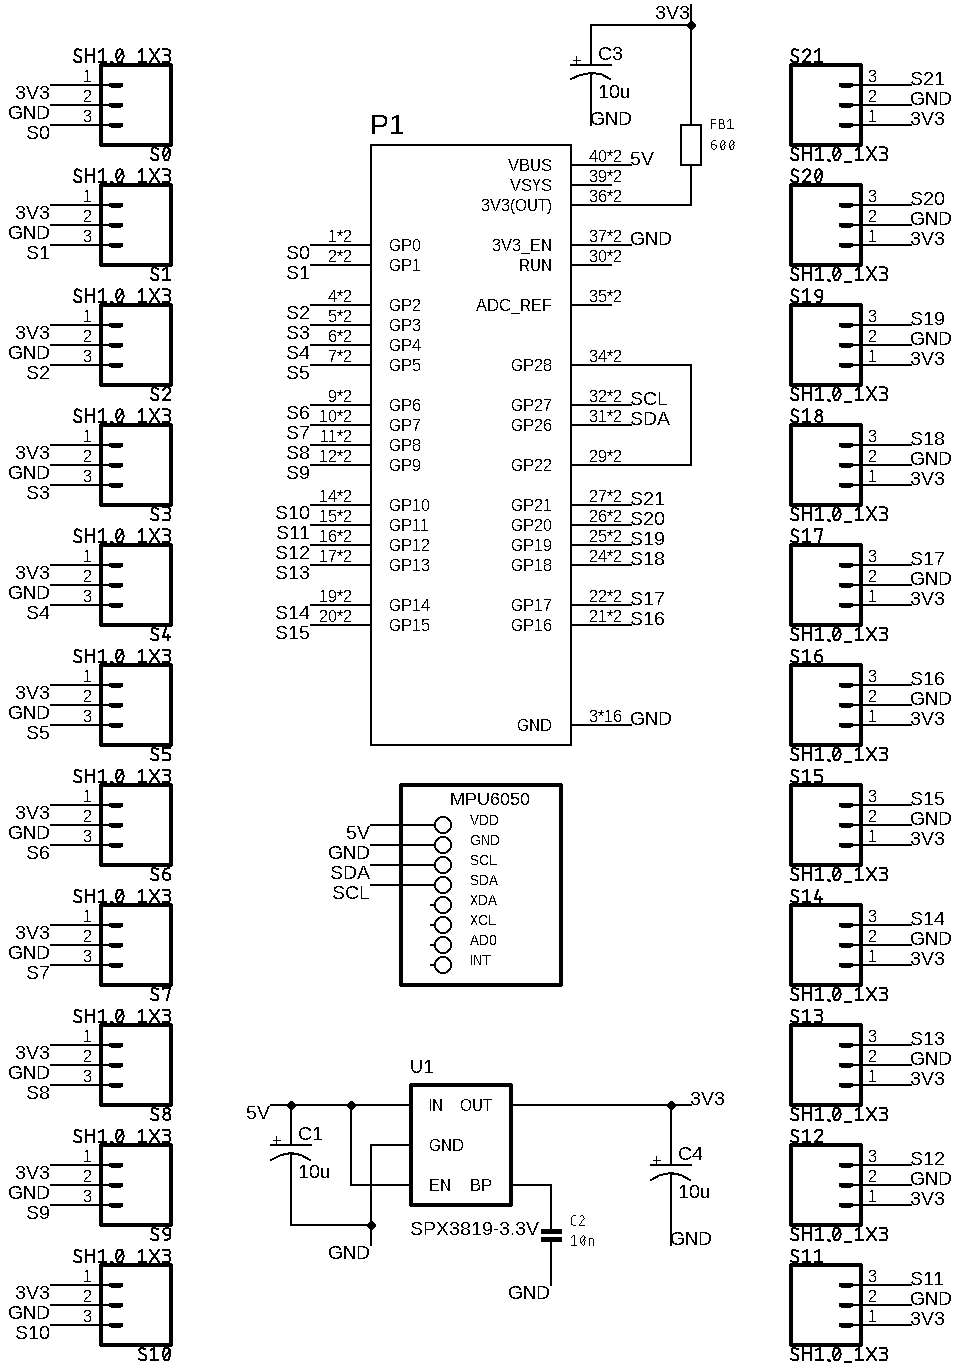 3V3
C3
+
10u
GND
FB1
600
P1
VBUS 40*2 5V
VSYS 39*2
3V3(OUT) 36*2
3V3_EN 37*2 GND
RUN 30*2
ADC_REF 35*2
GP28 34*2
GP27 32*2 SCL
GP26 31*2 SDA
GP22 29*2
GP21 27*2 S21
GP20 26*2 S20
GP19 25*2 S19
GP18 24*2 S18
GP17 22*2 S17
GP16 21*2 S16
GND 3*16 GND
S0 1*2 GP0
S1 2*2 GP1
S2 4*2 GP2
S3 5*2 GP3
S4 6*2 GP4
S5 7*2 GP5
S6 9*2 GP6
S7 10*2 GP7
S8 11*2 GP8
S9 12*2 GP9
S10 14*2 GP10
S11 15*2 GP11
S12 16*2 GP12
S13 17*2 GP13
S14 19*2 GP14
S15 20*2 GP15
SH1.0_1X3
3V3 1
GND 2
S0 3
S0
SH1.0_1X3
3V3 1
GND 2
S1 3
S1
SH1.0_1X3
3V3 1
GND 2
S2 3
S2
SH1.0_1X3
3V3 1
GND 2
S3 3
S3
SH1.0_1X3
3V3 1
GND 2
S4 3
S4
SH1.0_1X3
3V3 1
GND 2
S5 3
S5
SH1.0_1X3
3V3 1
GND 2
S6 3
S6
SH1.0_1X3
3V3 1
GND 2
S7 3
S7
SH1.0_1X3
3V3 1
GND 2
S8 3
S8
SH1.0_1X3
3V3 1
GND 2
S9 3
S9
SH1.0_1X3
3V3 1
GND 2
S10 3
S10
MPU6050
5V VDD
GND GND
SDA SCL
SCL SDA
XDA
XCL
AD0
INT
U1
5V IN OUT 3V3
GND
EN BP
SPX3819-3.3V
+
C1
10u
GND
C2
10n
GND
+
C4
10u
GND
S21
3 S21
2 GND
1 3V3
SH1.0_1X3
S20
3 S20
2 GND
1 3V3
SH1.0_1X3
S19
3 S19
2 GND
1 3V3
SH1.0_1X3
S18
3 S18
2 GND
1 3V3
SH1.0_1X3
S17
3 S17
2 GND
1 3V3
SH1.0_1X3
S16
3 S16
2 GND
1 3V3
SH1.0_1X3
S15
3 S15
2 GND
1 3V3
SH1.0_1X3
S14
3 S14
2 GND
1 3V3
SH1.0_1X3
S13
3 S13
2 GND
1 3V3
SH1.0_1X3
S12
3 S12
2 GND
1 3V3
SH1.0_1X3
S11
3 S11
2 GND
1 3V3
SH1.0_1X3